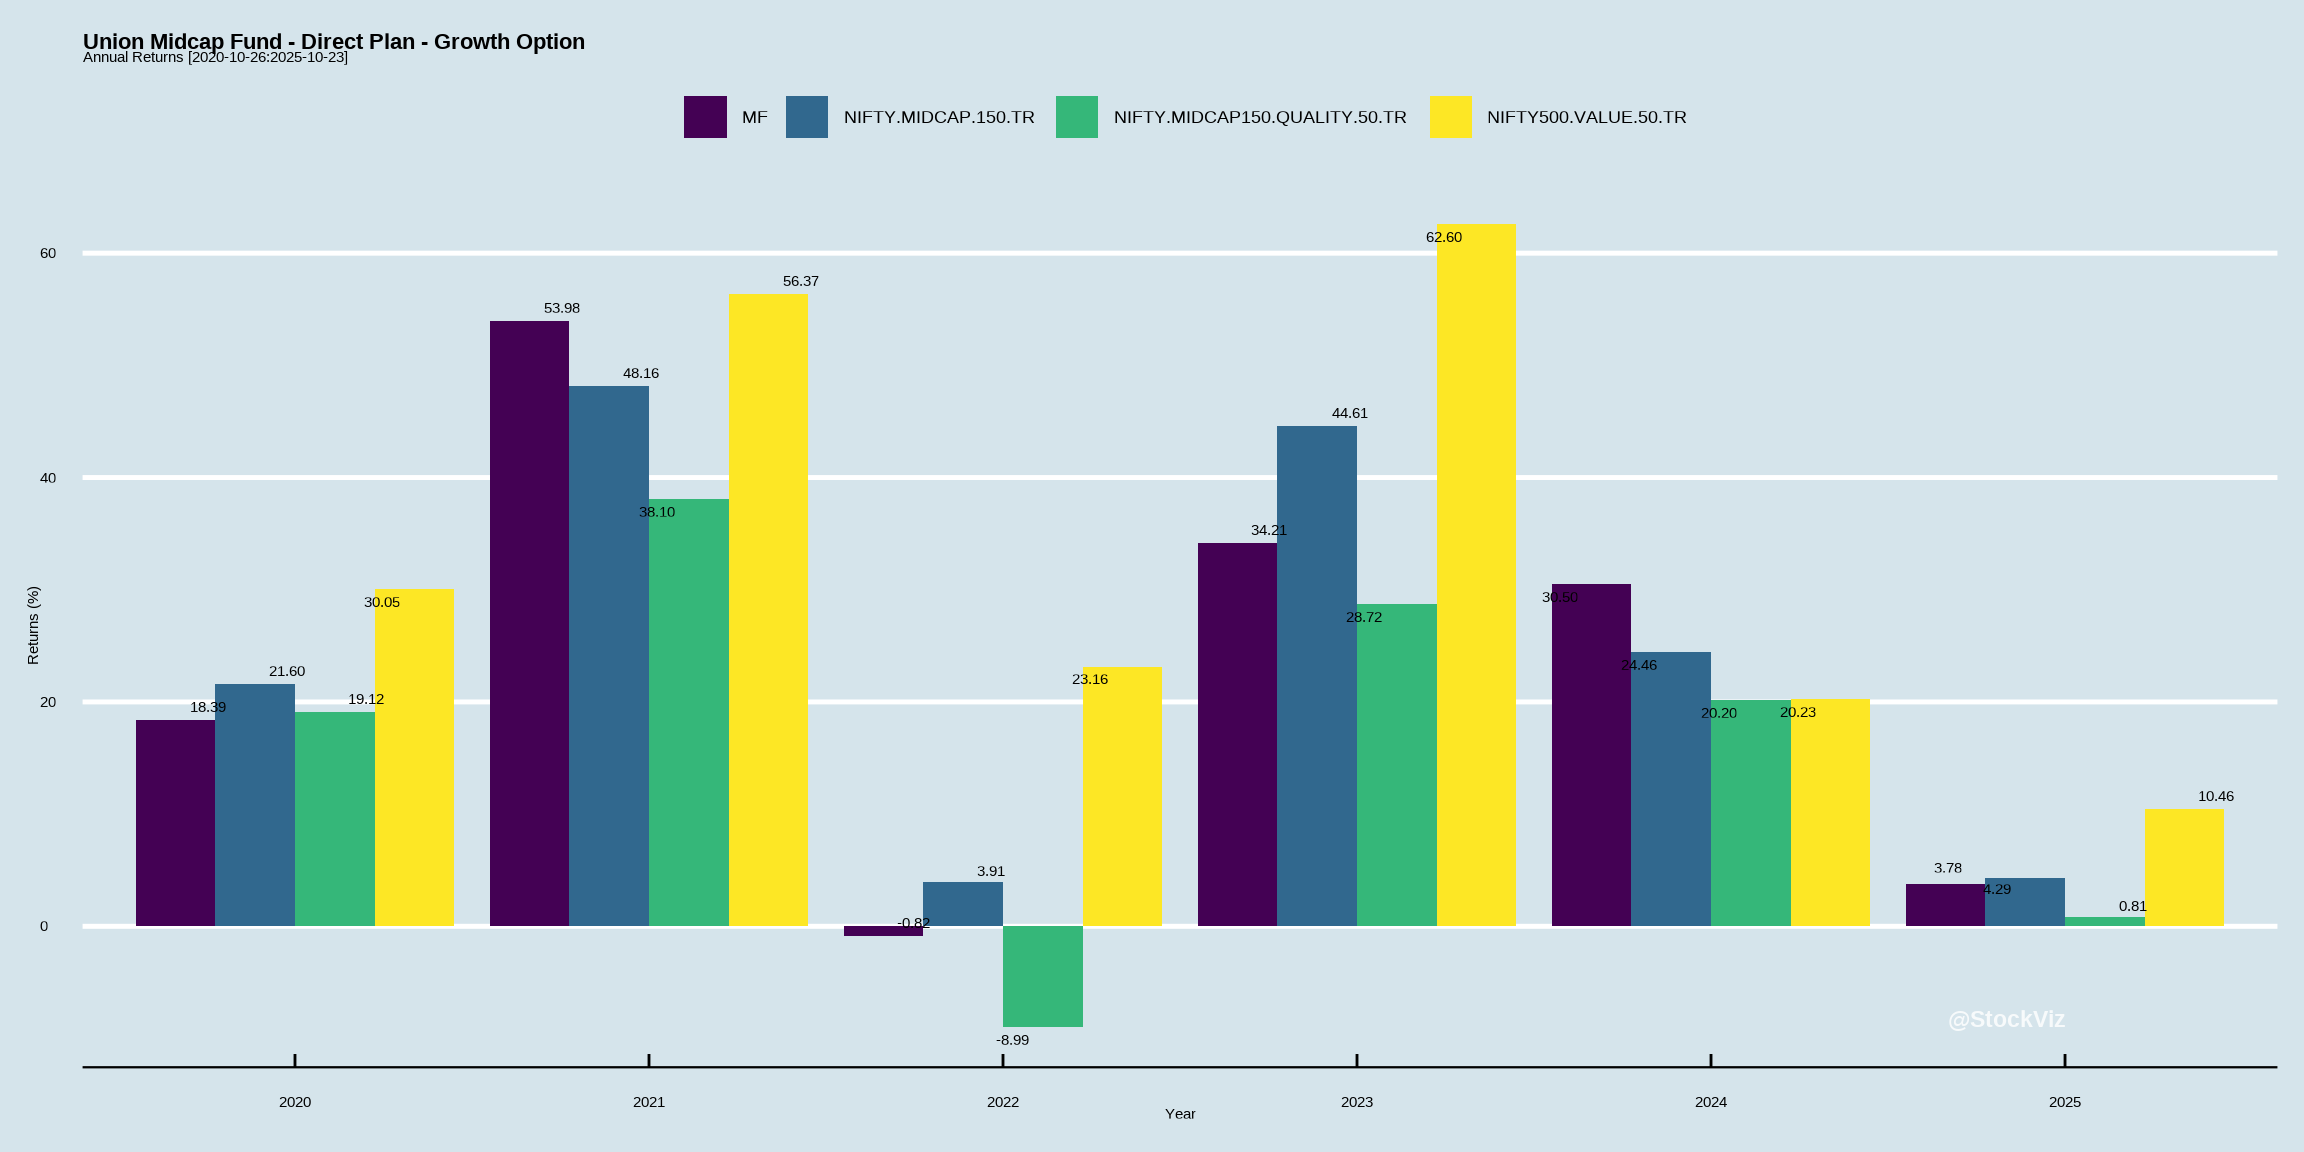 Union Midcap Fund - Direct Plan - Growth Option
Annual Returns [2020-10-26:2025-10-23]
MF NIFTY.MIDCAP.150.TR NIFTY.MIDCAP150.QUALITY.50.TR NIFTY500.VALUE.50.TR
Returns (%)
60
40
20
0
18.39 21.60 19.12 30.05
53.98 48.16 38.10 56.37
-0.82 3.91 -8.99 23.16
34.21 44.61 28.72 62.60
30.50 24.46 20.20 20.23
3.78 4.29 0.81 10.46
@StockViz
2020 2021 2022 2023 2024 2025
Year